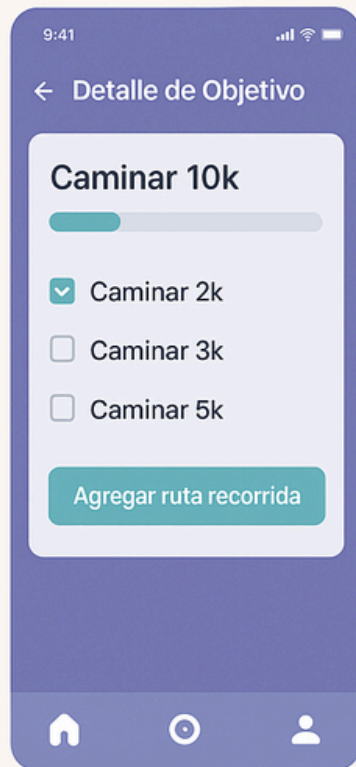 9:41
Detalle de Objetivo
Caminar 10k
Caminar 2k
Caminar 3k
Caminar 5k
Agregar ruta recorrida